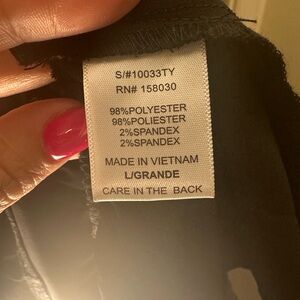 S/#10033TY
RN# 158030
98%POLYESTER
98%POLIESTER
2%SPANDEX
2%SPANDEX
MADE IN VIETNAM
L/GRANDE
CARE IN THE BACK